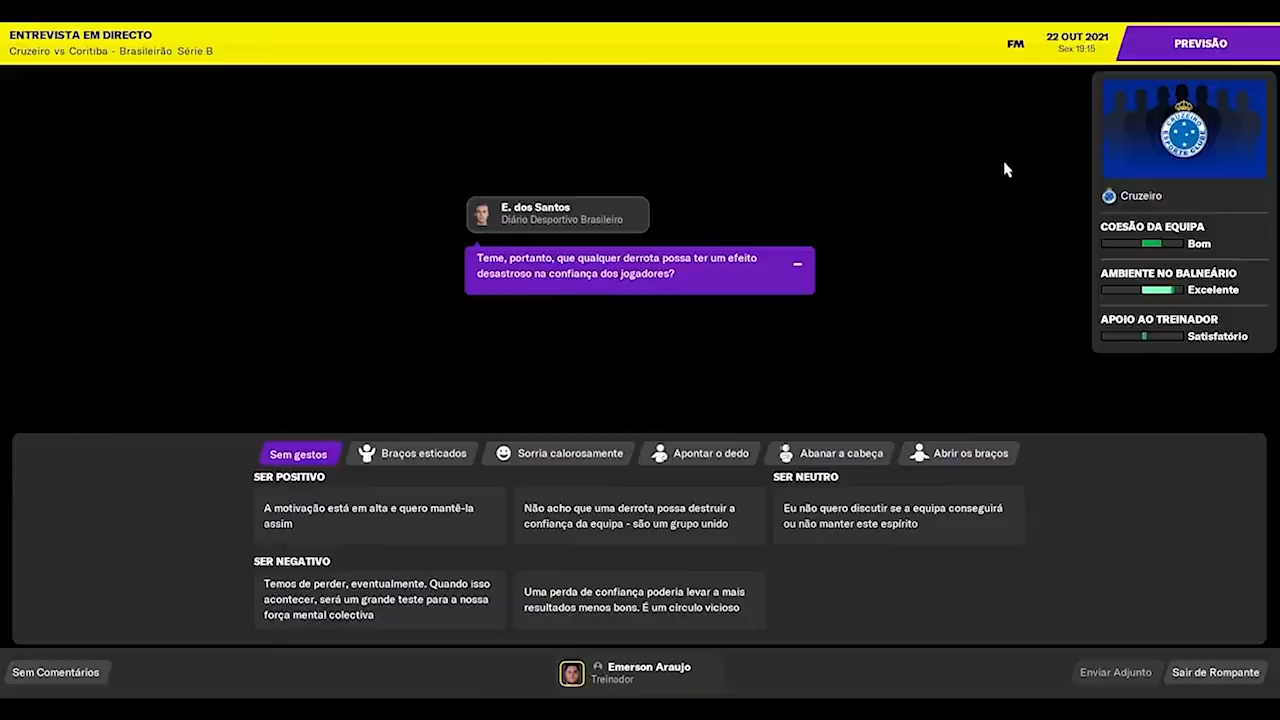 ENTREVISTA EM DIRECTO
Cruzeiro vs Coritiba - Brasileirão Série B
FM
22 OUT 2021
Sex 19:15
PREVISÃO
CRUZEIRO
ESPORTE CLUBE
Cruzeiro
COESÃO DA EQUIPA
Bom
AMBIENTE NO BALNEÁRIO
Excelente
APOIO AO TREINADOR
Satisfatório
E. dos Santos
Diário Desportivo Brasileiro
Teme, portanto, que qualquer derrota possa ter um efeito
desastroso na confiança dos jogadores?
Sem gestos
Braços esticados
Sorria calorosamente
Apontar o dedo
Abanar a cabeça
Abrir os braços
SER POSITIVO
SER NEUTRO
A motivação está em alta e quero mantê-la
assim
Não acho que uma derrota possa destruir a
confiança da equipa - são um grupo unido
Eu não quero discutir se a equipa conseguirá
ou não manter este espírito
SER NEGATIVO
Temos de perder, eventualmente. Quando isso
acontecer, será um grande teste para a nossa
força mental colectiva
Uma perda de confiança poderia levar a mais
resultados menos bons. É um círculo vicioso
Sem Comentários
Emerson Araujo
Treinador
Enviar Adjunto
Sair de Rompante